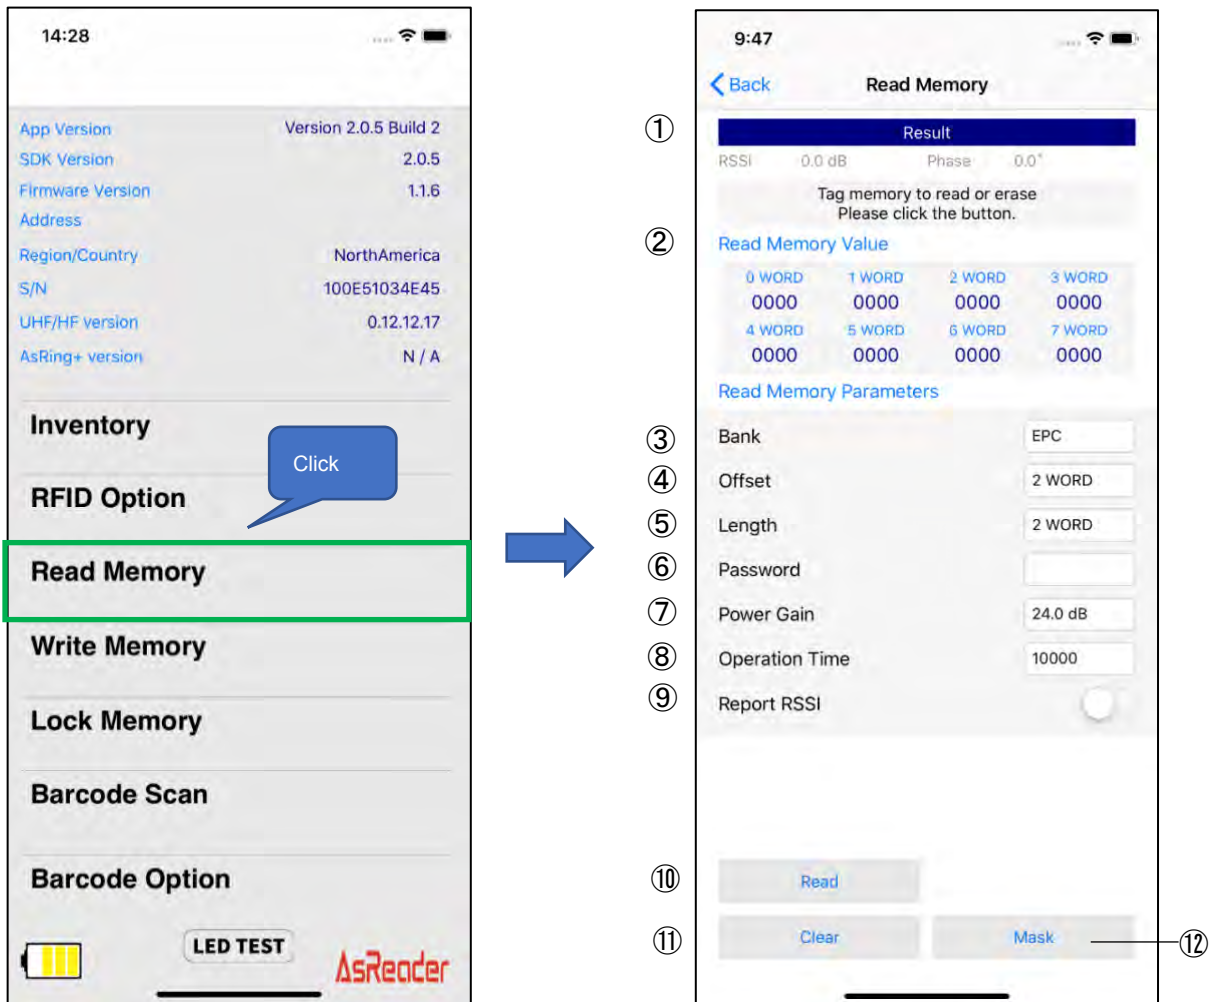 14:28
App Version Version 2.0.5 Build 2
SDK Version 2.0.5
Firmware Version 1.1.6
Address
Region/Country NorthAmerica
S/N 100E51034E45
UHF/HF version 0.12.12.17
AsRing+ version N / A
Inventory
Click
RFID Option
Read Memory
Write Memory
Lock Memory
Barcode Scan
Barcode Option
LED TEST
AsReader
9:47
Back Read Memory
① Result
RSSI 0.0 dB Phase 0.0°
Tag memory to read or erase
Please click the button.
② Read Memory Value
0 WORD 1 WORD 2 WORD 3 WORD
0000 0000 0000 0000
4 WORD 5 WORD 6 WORD 7 WORD
0000 0000 0000 0000
Read Memory Parameters
③ Bank EPC
④ Offset 2 WORD
⑤ Length 2 WORD
⑥ Password
⑦ Power Gain 24.0 dB
⑧ Operation Time 10000
⑨ Report RSSI
⑩ Read
⑪ Clear Mask ⑫